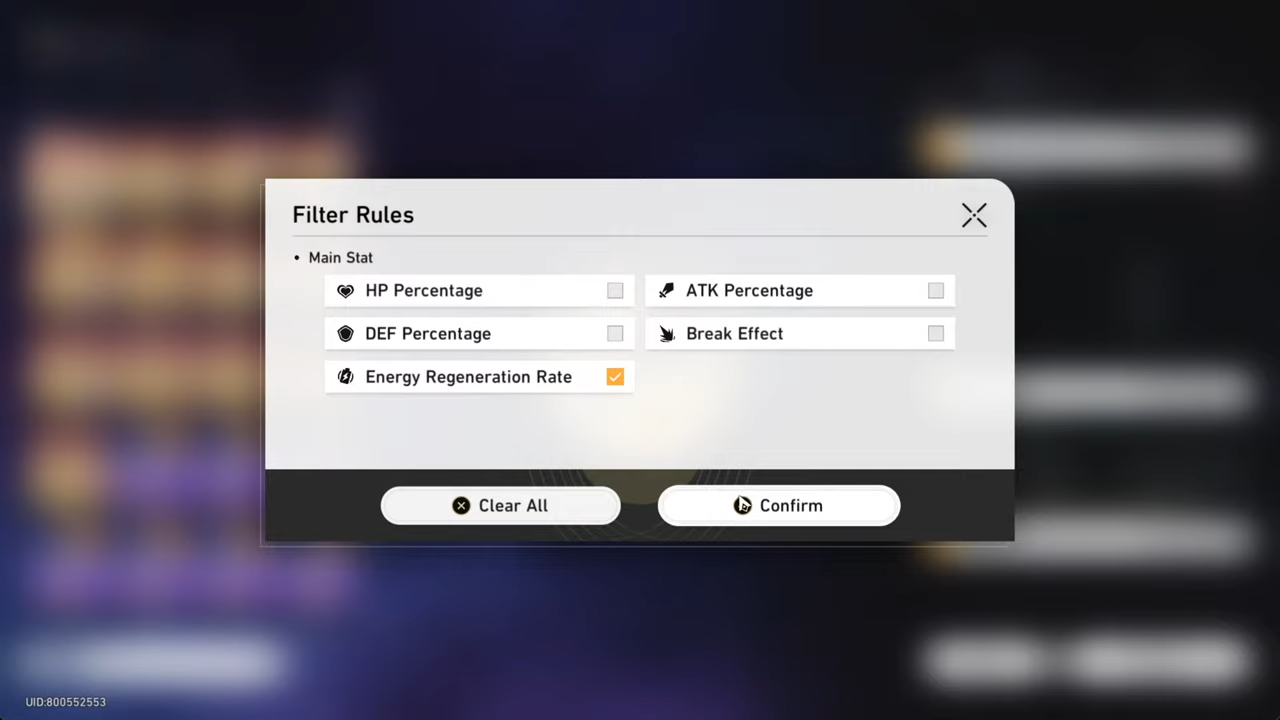 Filter Rules
• Main Stat
HP Percentage
ATK Percentage
DEF Percentage
Break Effect
Energy Regeneration Rate
Clear All
Confirm
UID:800552553